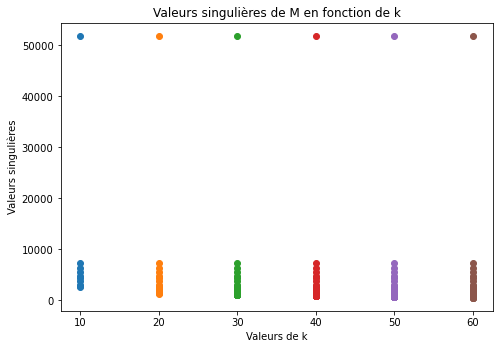 Valeurs singulières de M en fonction de k
Valeurs singulières
50000
40000
30000
20000
10000
0
10 20 30 40 50 60
Valeurs de k